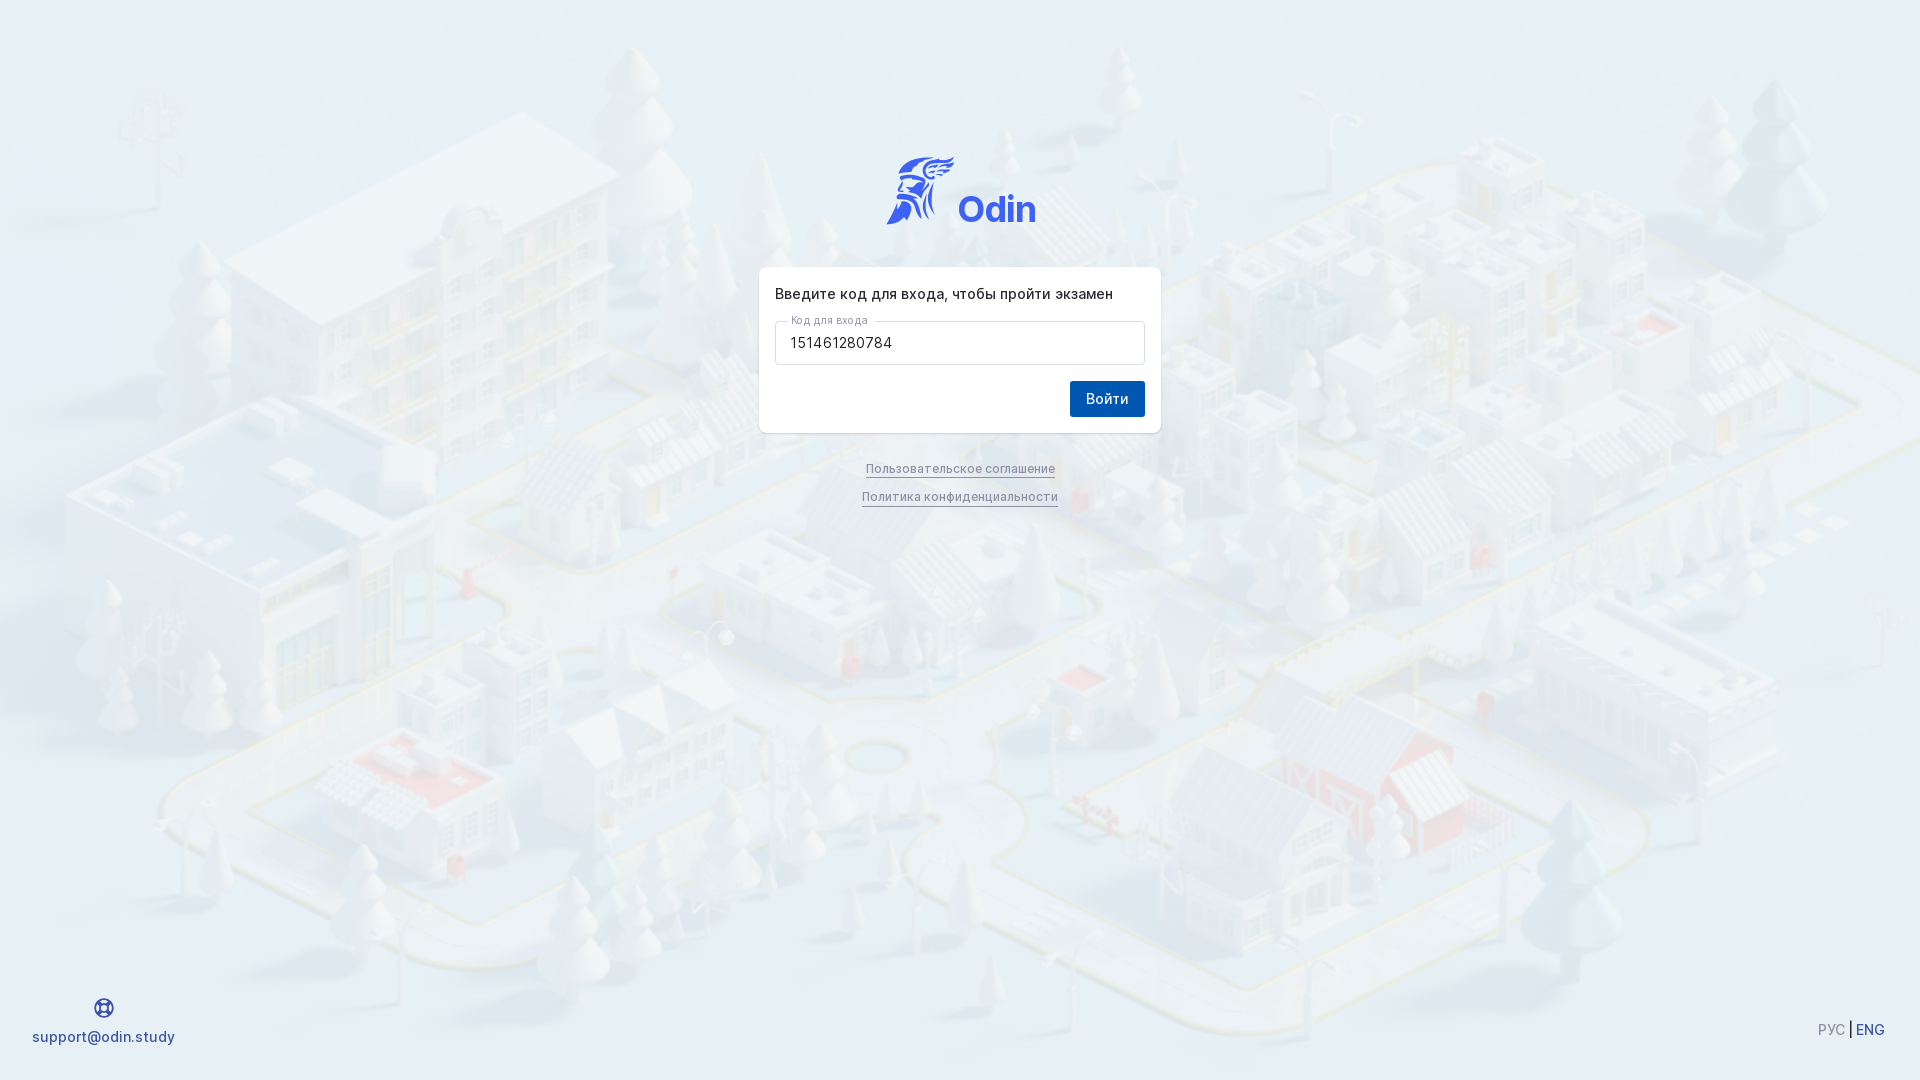 Odin
Введите код для входа, чтобы пройти экзамен
Код для входа
151461280784
Войти
Пользовательское соглашение
Политика конфиденциальности
support@odin.study
РУС | ENG